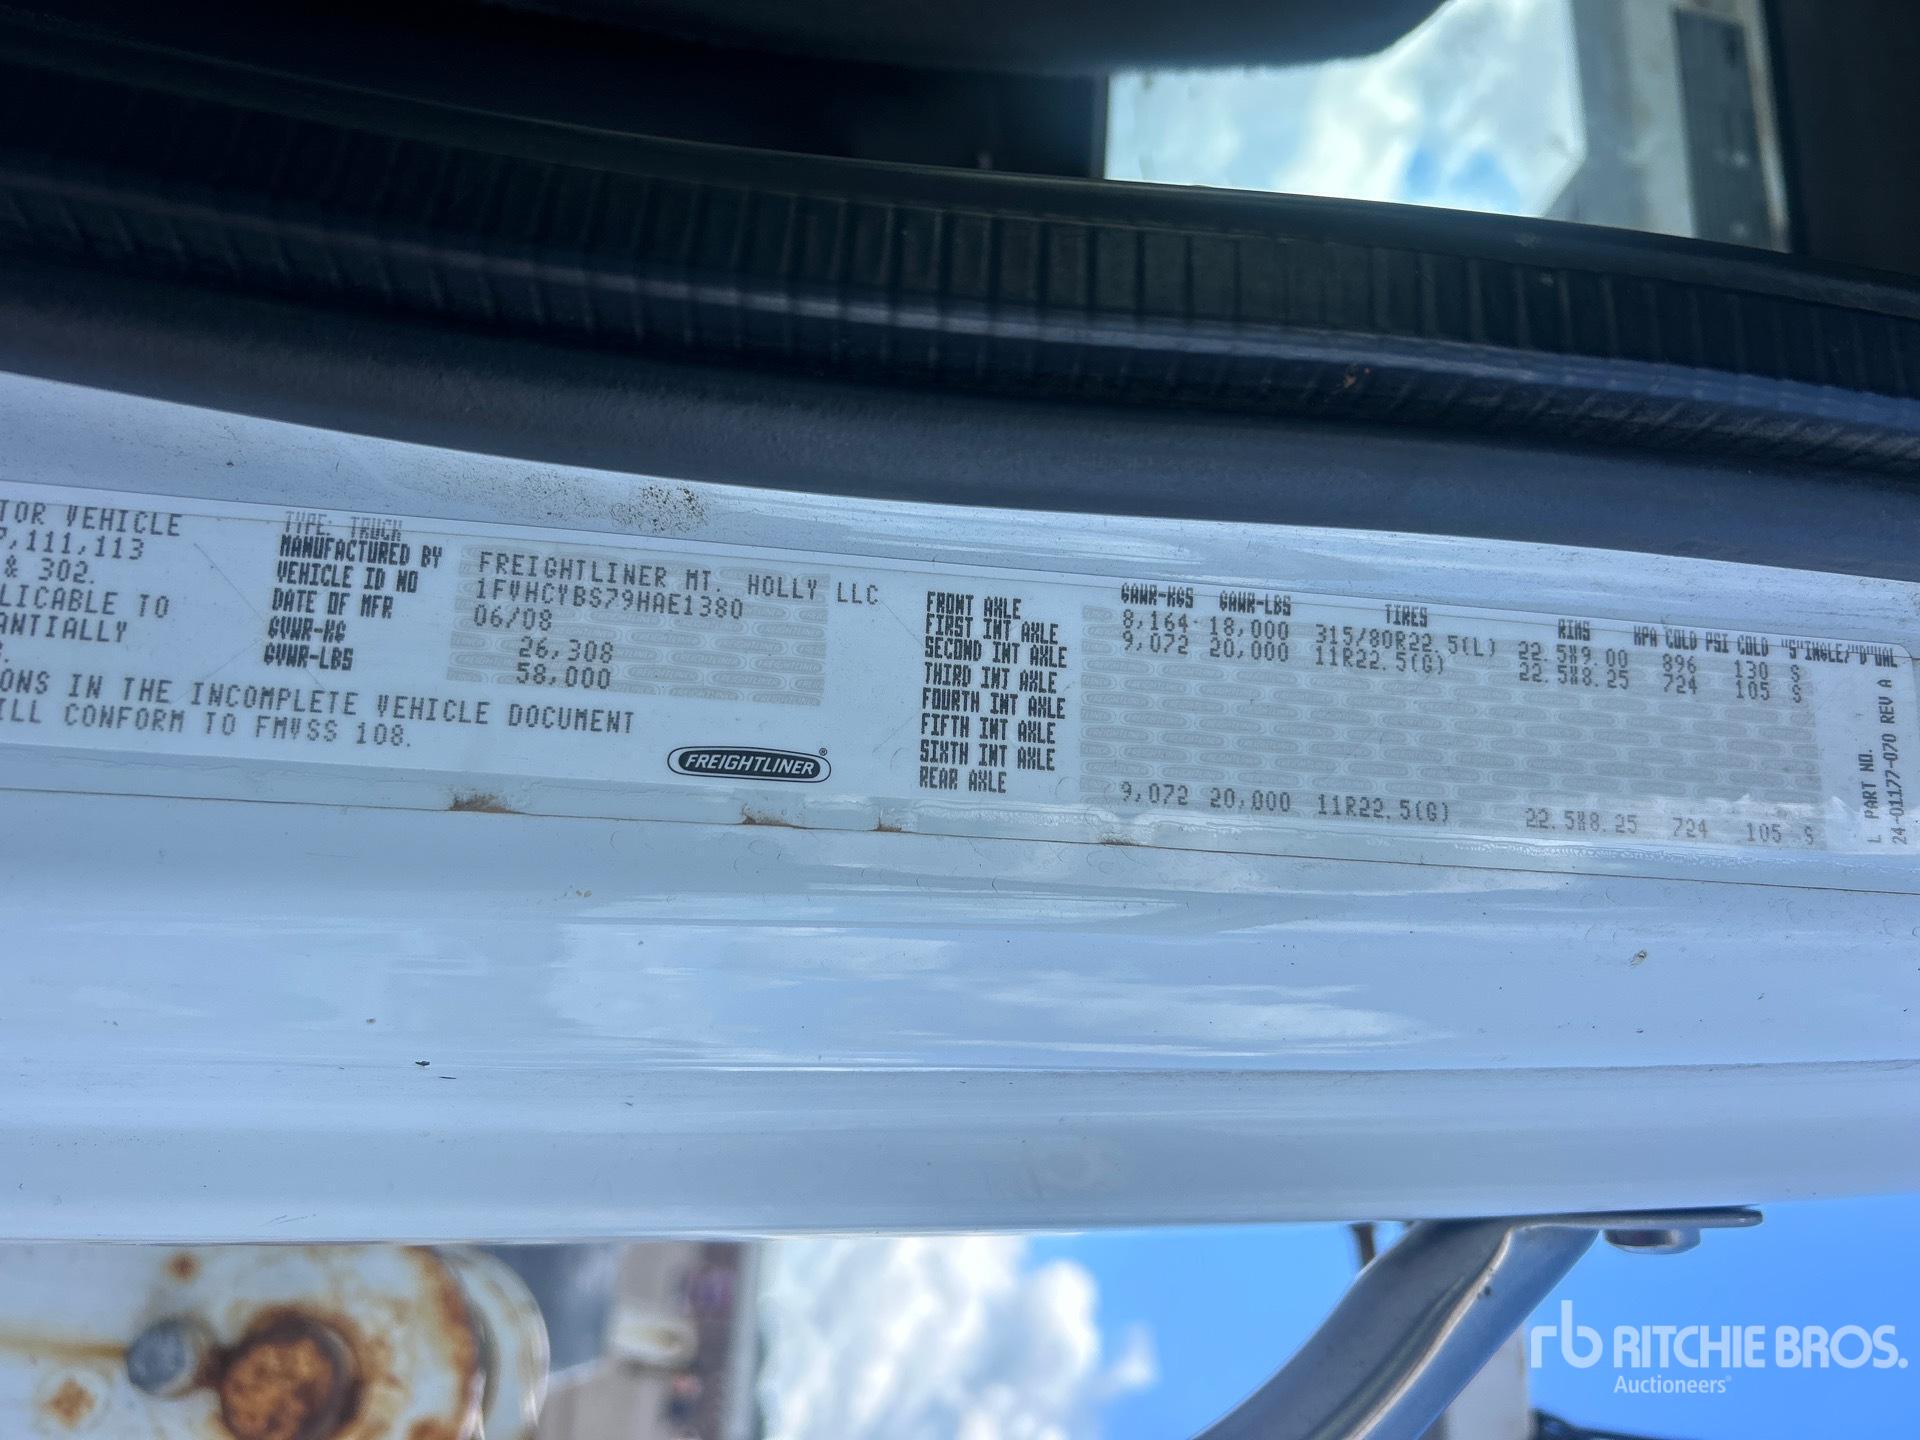 TOR VEHICLE
,111,113
& 302.
LICABLE TO
ANTIALLY
ONS IN THE INCOMPLETE VEHICLE DOCUMENT
ILL CONFORM TO FMVSS 108.
TYPE: TRUCK
MANUFACTURED BY FREIGHTLINER MT. HOLLY LLC
VEHICLE ID NO 1FVHCYBS79HAE1380
DATE OF MFR 06/08
GVWR-KG 26,308
GVWR-LBS 58,000
FREIGHTLINER®
GAWR-KGS GAWR-LBS TIRES RIMS KPA COLD PSI COLD "S"INGLE/"D"UAL
FRONT AXLE 8,164 18,000 315/80R22.5(L) 22.5X9.00 896 130 S
FIRST INT AXLE 9,072 20,000 11R22.5(G) 22.5X8.25 724 105 S
SECOND INT AXLE
THIRD INT AXLE
FOURTH INT AXLE
FIFTH INT AXLE
SIXTH INT AXLE
REAR AXLE 9,072 20,000 11R22.5(G) 22.5X8.25 724 105 S
L PART NO.
24-01177-070 REV A
rb RITCHIE BROS.
Auctioneers